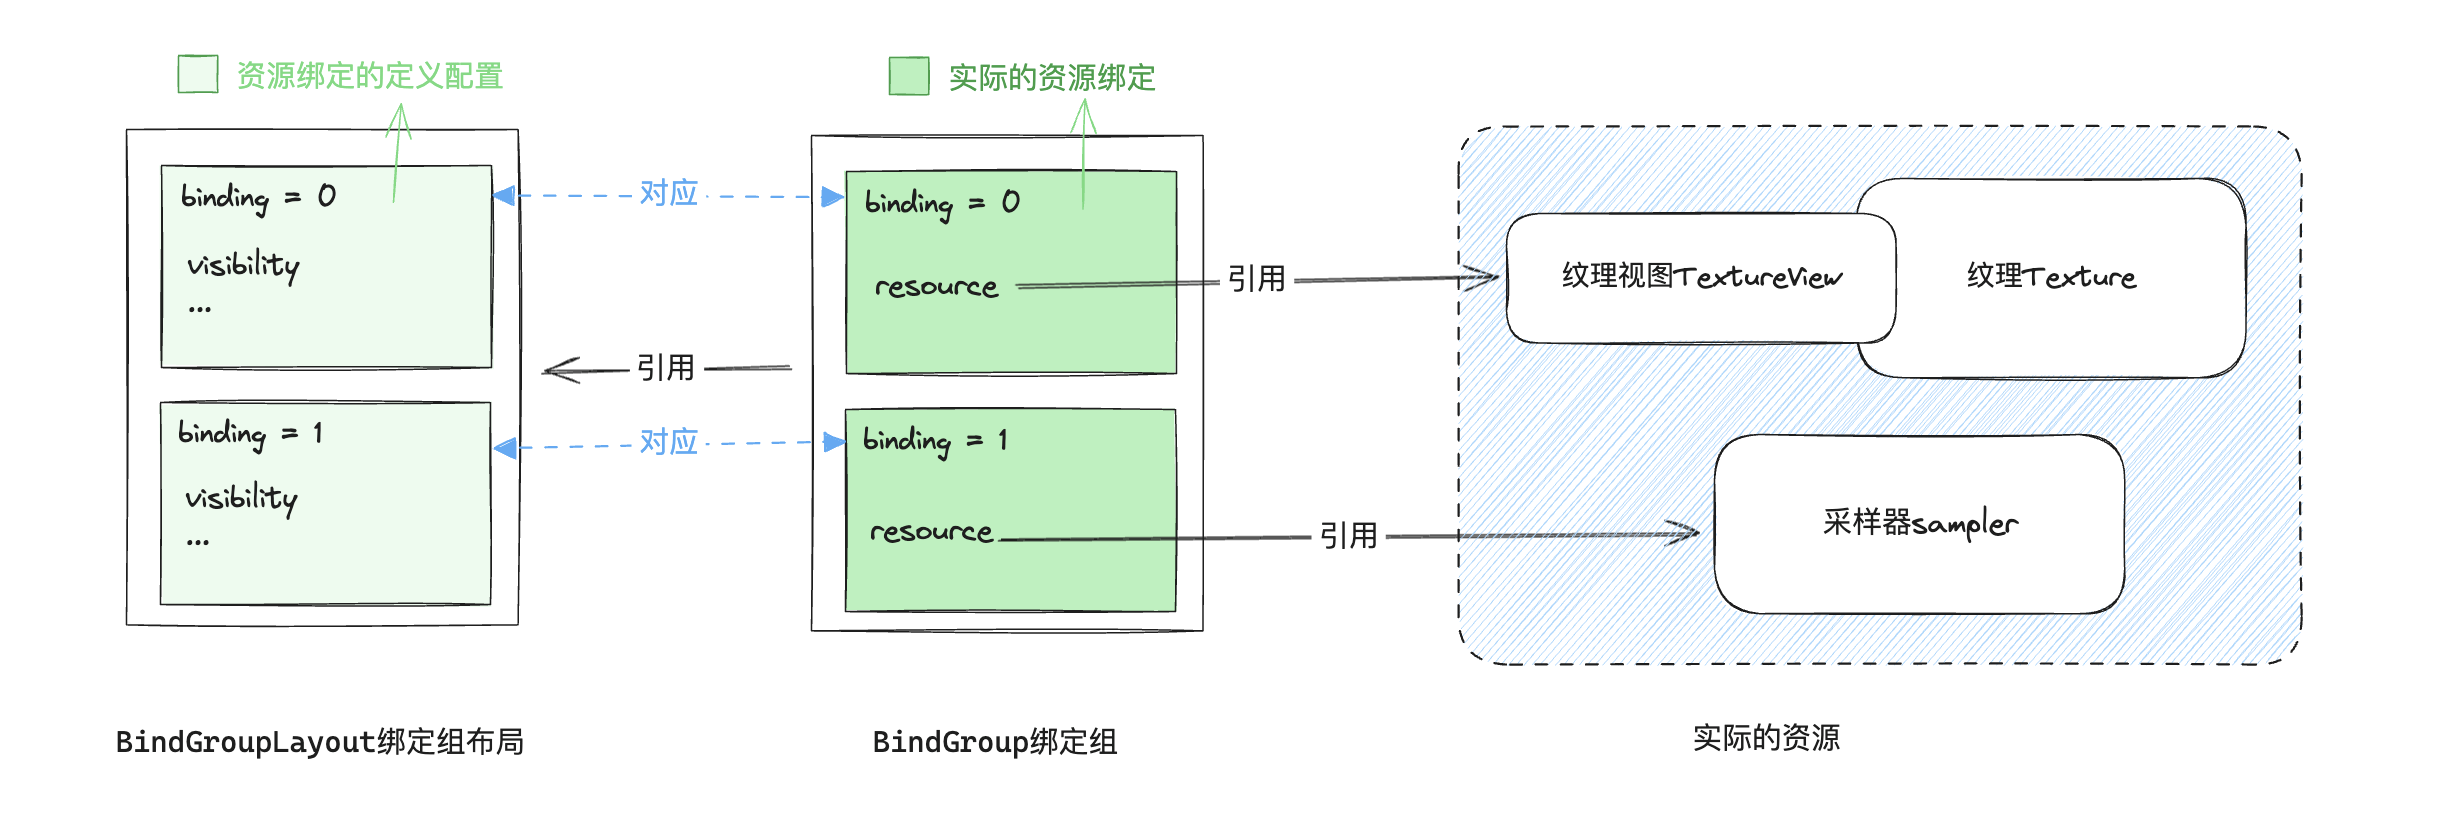 资源绑定的定义配置
实际的资源绑定
binding = 0
visibility
...
binding = 1
visibility
...
对应
引用
对应
binding = 0
resource
binding = 1
resource
引用
引用
纹理视图TextureView
纹理Texture
采样器sampler
BindGroupLayout绑定组布局
BindGroup绑定组
实际的资源